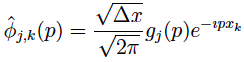 \hat{\phi}_{j,k}(p) = \frac{\sqrt{\Delta x}}{\sqrt{2\pi}} g_j(p) e^{-\imath p x_k}